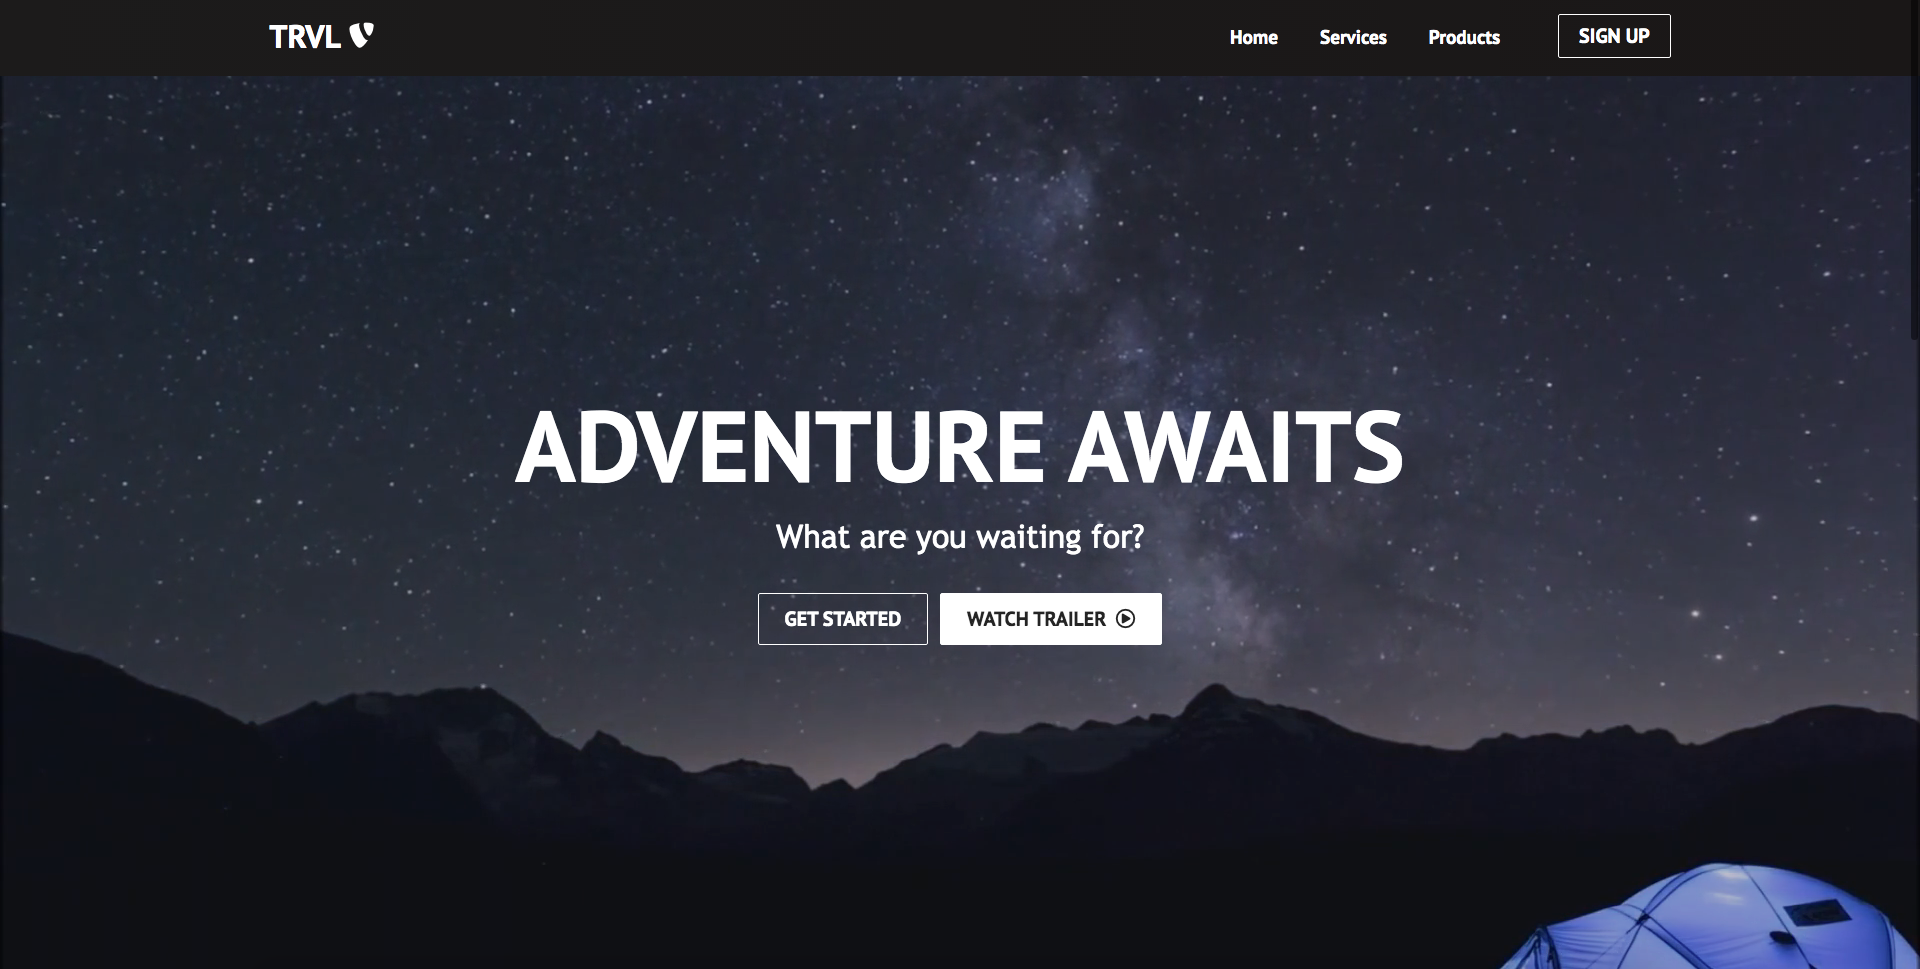 TRVL
Home Services Products SIGN UP
ADVENTURE AWAITS
What are you waiting for?
GET STARTED WATCH TRAILER